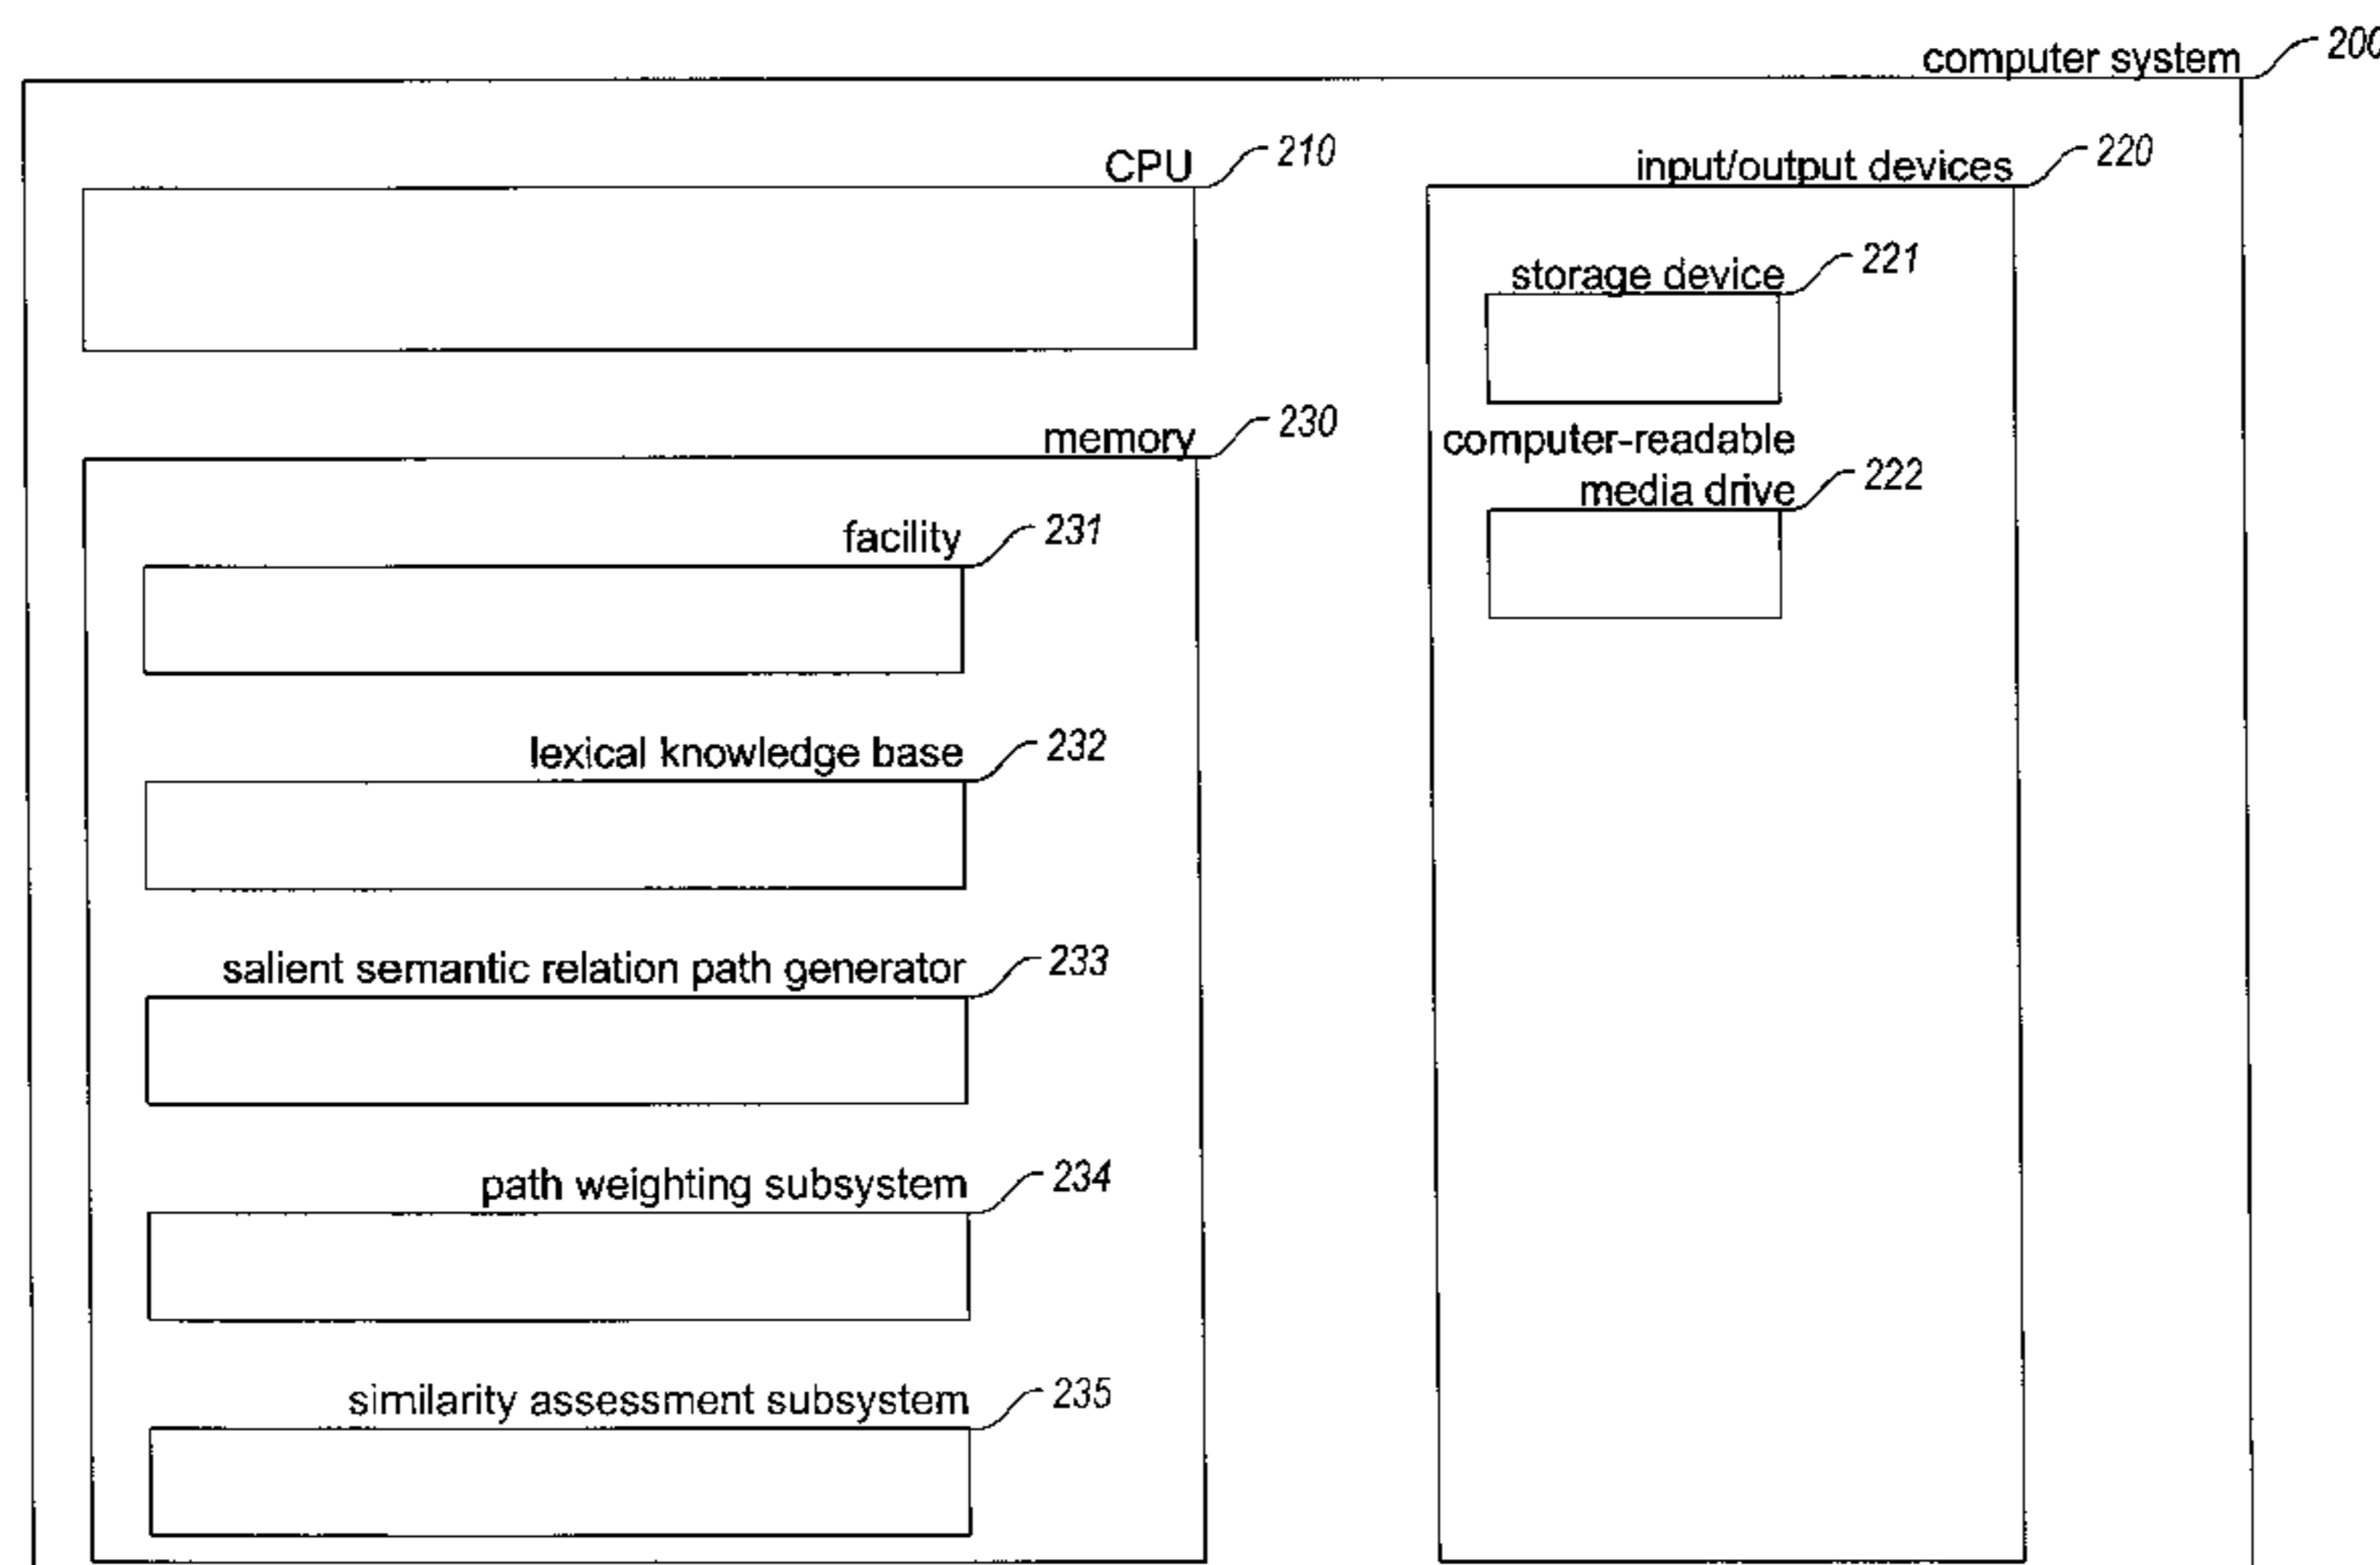 computer system 200
CPU 210
input/output devices 220
storage device 221
computer-readable
media drive 222
memory 230
facility 231
lexical knowledge base 232
salient semantic relation path generator 233
path weighting subsystem 234
similarity assessment subsystem 235